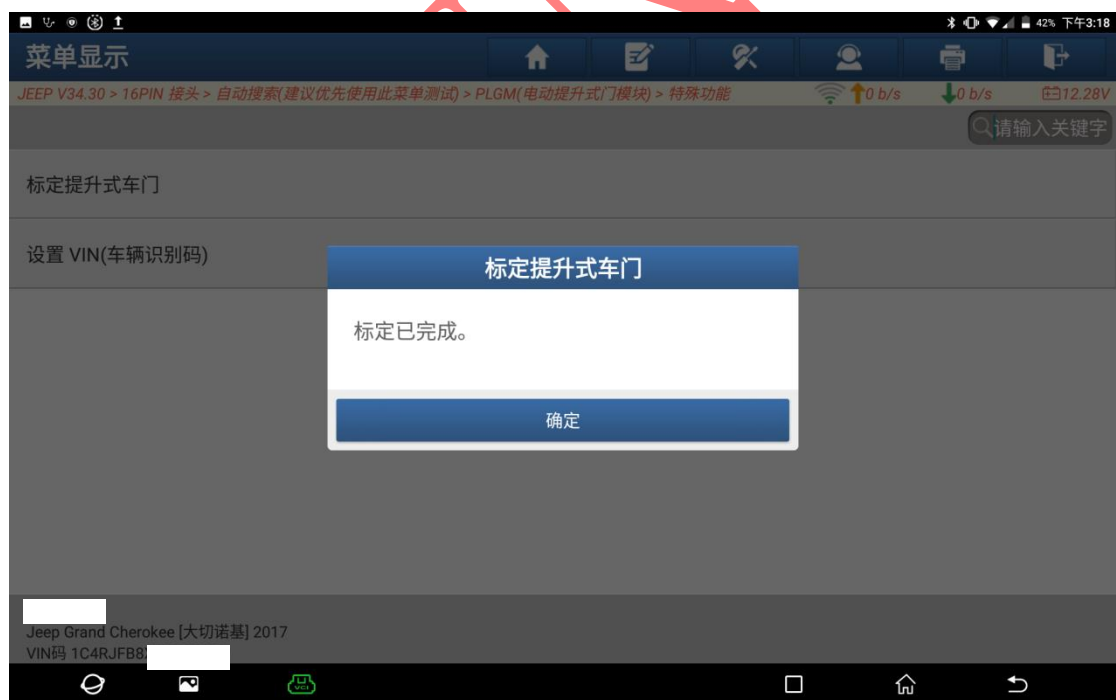 42% 下午3:18
菜单显示
JEEP V34.30 > 16PIN 接头 > 自动搜索(建议优先使用此菜单测试) > PLGM(电动提升式门模块) > 特殊功能 0 b/s 0 b/s 12.28V
请输入关键字
标定提升式车门
设置 VIN(车辆识别码)
标定提升式车门
标定已完成。
确定
Jeep Grand Cherokee [大切诺基] 2017
VIN码 1C4RJFB8
VCI